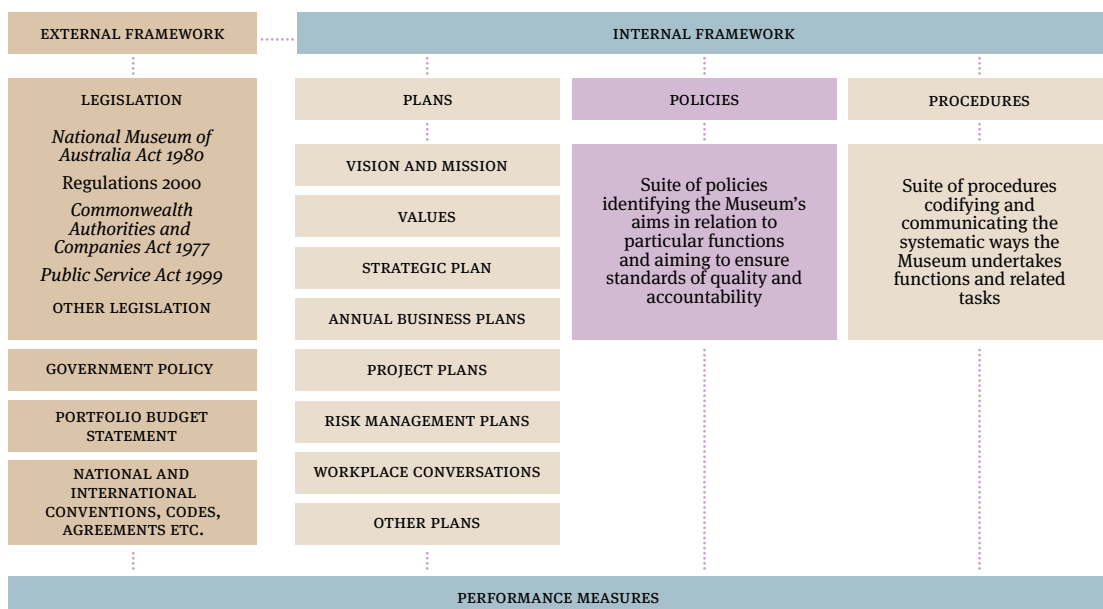 EXTERNAL FRAMEWORK
INTERNAL FRAMEWORK
LEGISLATION
National Museum of
Australia Act 1980
Regulations 2000
Commonwealth
Authorities and
Companies Act 1977
Public Service Act 1999
OTHER LEGISLATION
GOVERNMENT POLICY
PORTFOLIO BUDGET
STATEMENT
NATIONAL AND
INTERNATIONAL
CONVENTIONS, CODES,
AGREEMENTS ETC.
PLANS
VISION AND MISSION
VALUES
STRATEGIC PLAN
ANNUAL BUSINESS PLANS
PROJECT PLANS
RISK MANAGEMENT PLANS
WORKPLACE CONVERSATIONS
OTHER PLANS
POLICIES
Suite of policies
identifying the Museum’s
aims in relation to
particular functions
and aiming to ensure
standards of quality and
accountability
PROCEDURES
Suite of procedures
codifying and
communicating the
systematic ways the
Museum undertakes
functions and related
tasks
PERFORMANCE MEASURES